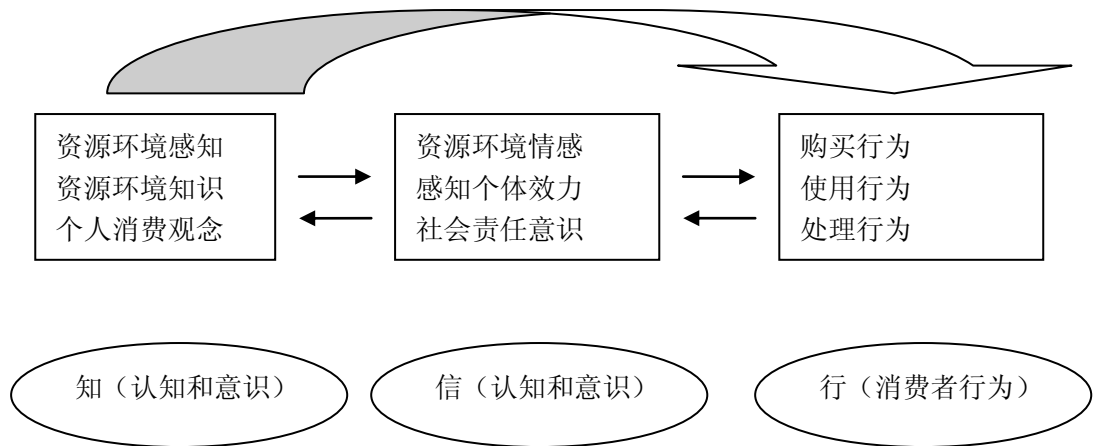 资源环境感知
资源环境知识
个人消费观念
资源环境情感
感知个体效力
社会责任意识
购买行为
使用行为
处理行为
知（认知和意识）
信（认知和意识）
行（消费者行为）